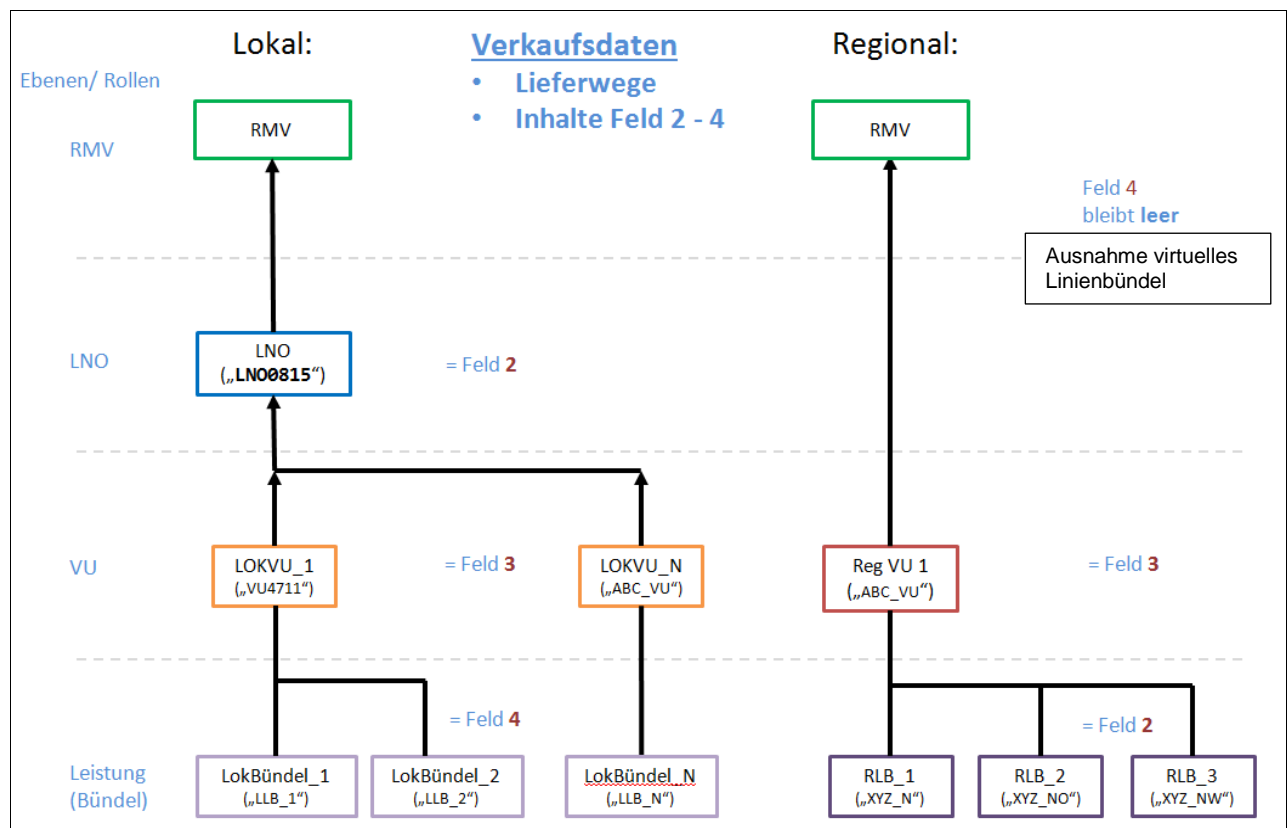 Lokal:
Verkaufsdaten
• Lieferwege
• Inhalte Feld 2 - 4
Regional:
Ebenen/ Rollen
RMV
RMV
RMV
Feld 4
bleibt leer
Ausnahme virtuelles
Linienbündel
LNO
LNO
(„LNO0815“)
= Feld 2
VU
LOKVU_1
(„VU4711“)
= Feld 3
LOKVU_N
(„ABC_VU“)
Reg VU 1
(„ABC_VU“)
= Feld 3
= Feld 4
= Feld 2
Leistung
(Bündel)
LokBündel_1
(„LLB_1“)
LokBündel_2
(„LLB_2“)
LokBündel_N
(„LLB_N“)
RLB_1
(„XYZ_N“)
RLB_2
(„XYZ_NO“)
RLB_3
(„XYZ_NW“)